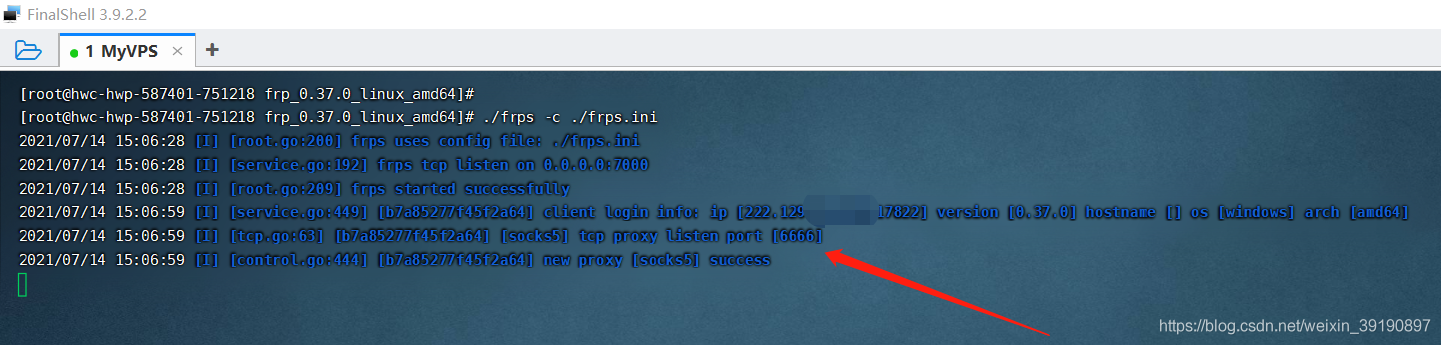 FinalShell 3.9.2.2
1 MyVPS × +
[root@hwc-hwp-587401-751218 frp_0.37.0_linux_amd64]#
[root@hwc-hwp-587401-751218 frp_0.37.0_linux_amd64]# ./frps -c ./frps.ini
2021/07/14 15:06:28 [I] [root.go:200] frps uses config file: ./frps.ini
2021/07/14 15:06:28 [I] [service.go:192] frps tcp listen on 0.0.0.0:7000
2021/07/14 15:06:28 [I] [root.go:209] frps started successfully
2021/07/14 15:06:59 [I] [service.go:449] [b7a85277f45f2a64] client login info: ip [222.129 17822] version [0.37.0] hostname [] os [windows] arch [amd64]
2021/07/14 15:06:59 [I] [tcp.go:63] [b7a85277f45f2a64] [socks5] tcp proxy listen port [6666]
2021/07/14 15:06:59 [I] [control.go:444] [b7a85277f45f2a64] new proxy [socks5] success
https://blog.csdn.net/weixin_39190897